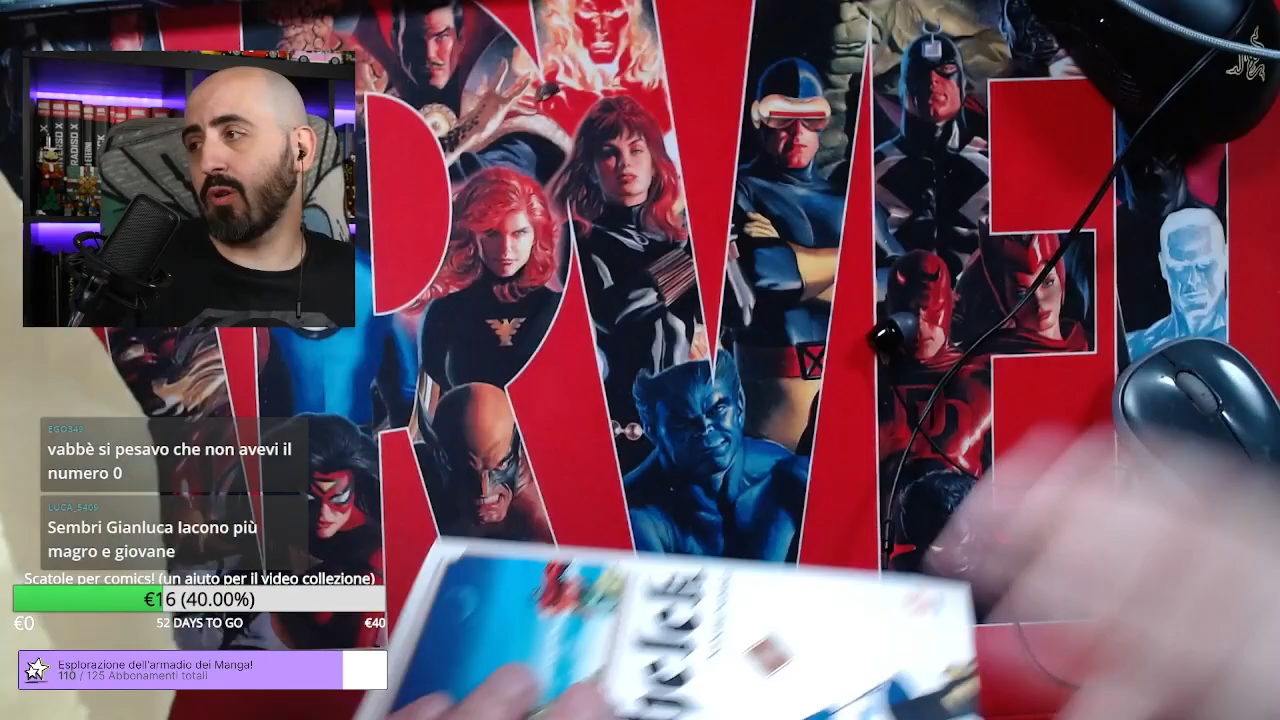 EGO349
vabbè si pesavo che non avevi il
numero 0
LUCA_5409
Sembri Gianluca Iacono più
magro e giovane
Scatole per comics! (un aiuto per il video collezione)
€16 (40.00%)
€0
52 DAYS TO GO
€40
Esplorazione dell'armadio dei Manga!
110 / 125 Abbonamenti totali